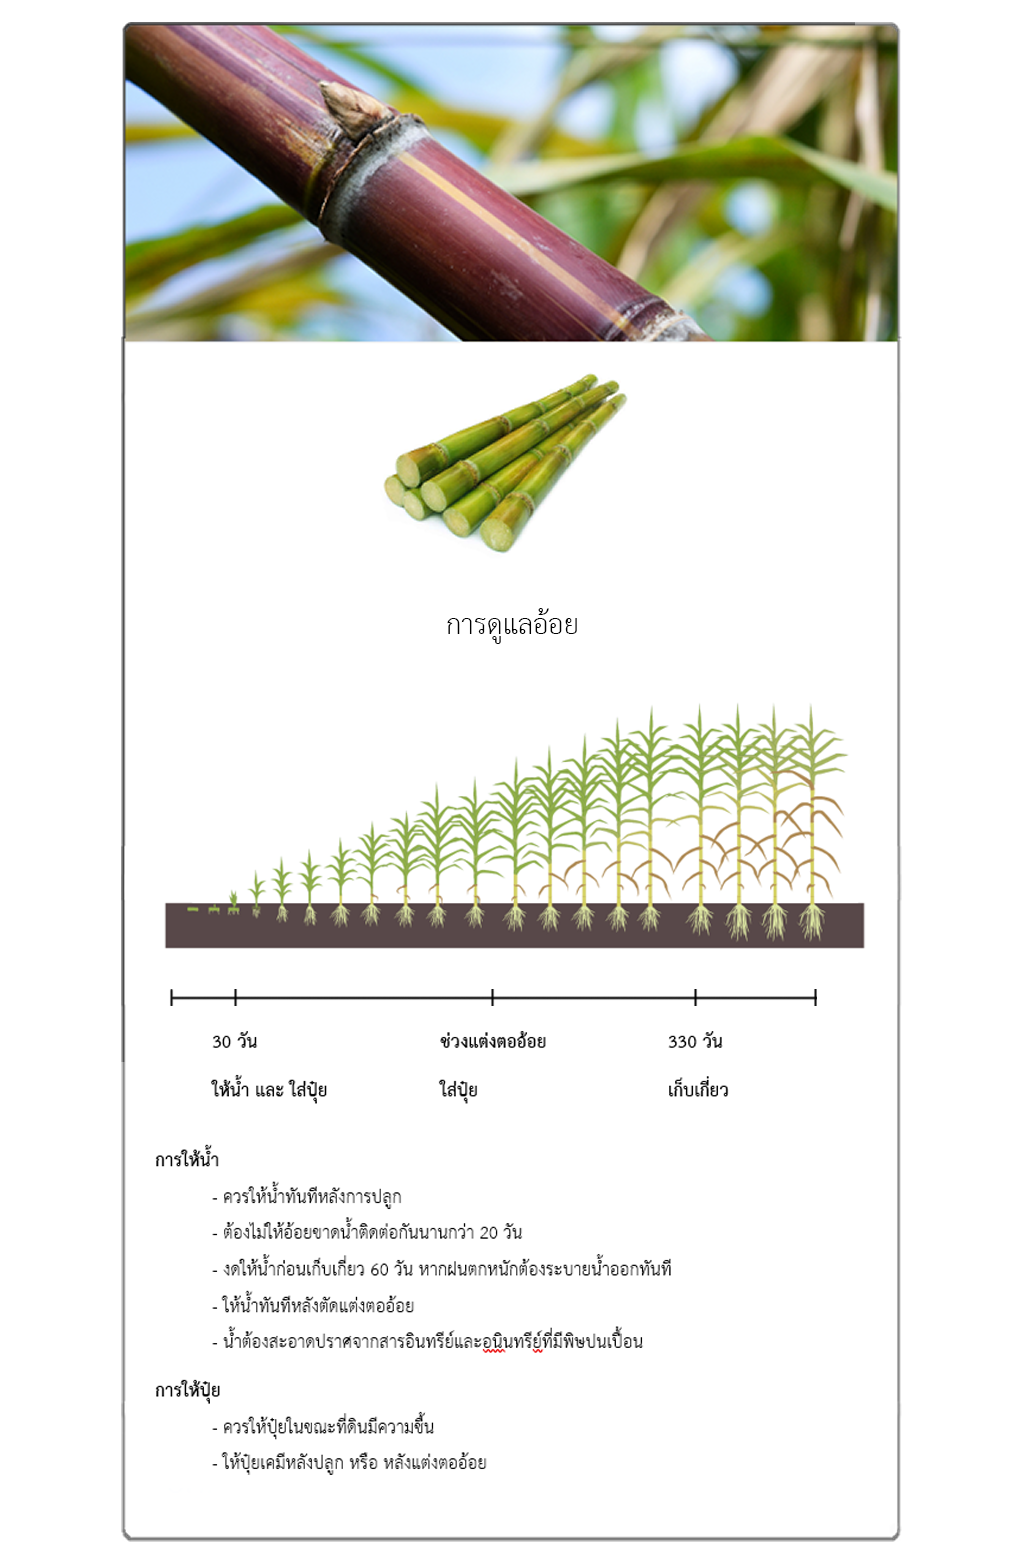 การดูแลอ้อย
30 วัน ช่วงแต่งตออ้อย 330 วัน
ให้น้ำ และ ใส่ปุ๋ย ใส่ปุ๋ย เก็บเกี่ยว
การให้น้ำ
- ควรให้น้ำทันทีหลังการปลูก
- ต้องไม่ให้อ้อยขาดน้ำติดต่อกันนานกว่า 20 วัน
- งดให้น้ำก่อนเก็บเกี่ยว 60 วัน หากฝนตกหนักต้องระบายน้ำออกทันที
- ให้น้ำทันทีหลังตัดแต่งตออ้อย
- น้ำต้องสะอาดปราศจากสารอินทรีย์และอนินทรีย์ที่มีพิษปนเปื้อน
การให้ปุ๋ย
- ควรให้ปุ๋ยในขณะที่ดินมีความชื้น
- ให้ปุ๋ยเคมีหลังปลูก หรือ หลังแต่งตออ้อย